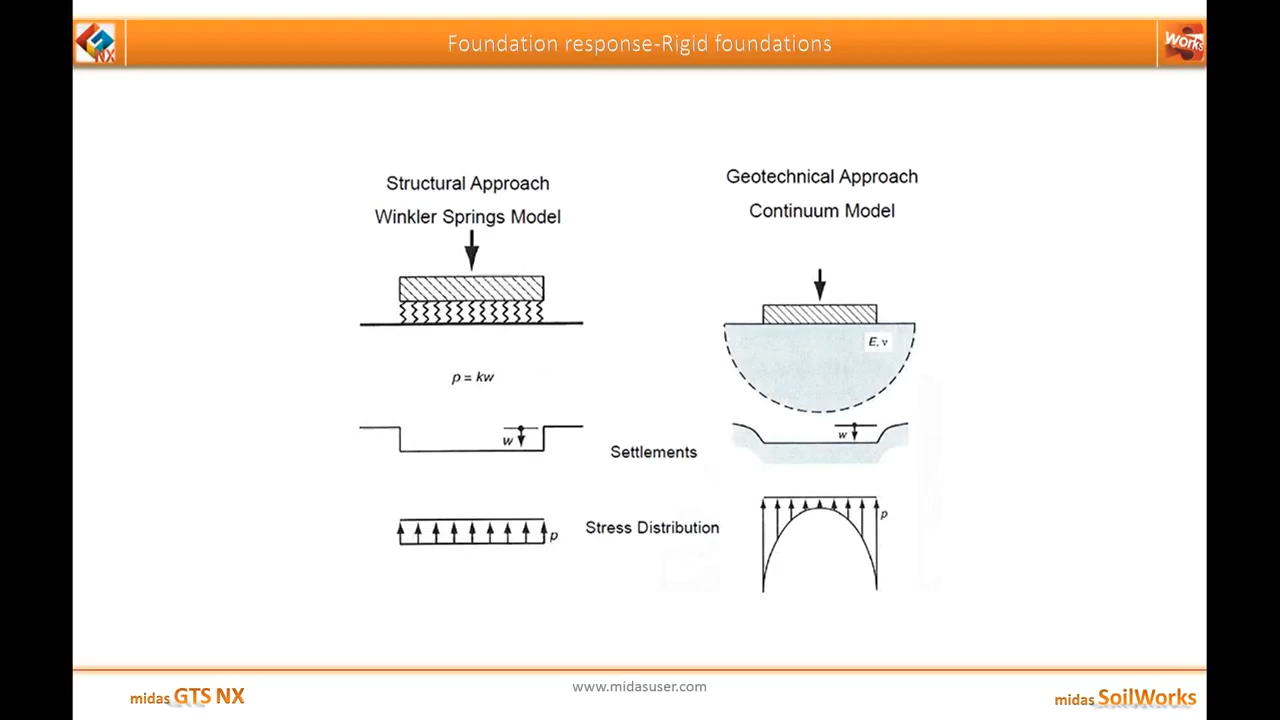 NX
Foundation response-Rigid foundations
Works
Structural Approach
Winkler Springs Model
Geotechnical Approach
Continuum Model
E, ν
p = kw
w
w
Settlements
Stress Distribution
p
p
midas GTS NX
www.midasuser.com
midas SoilWorks